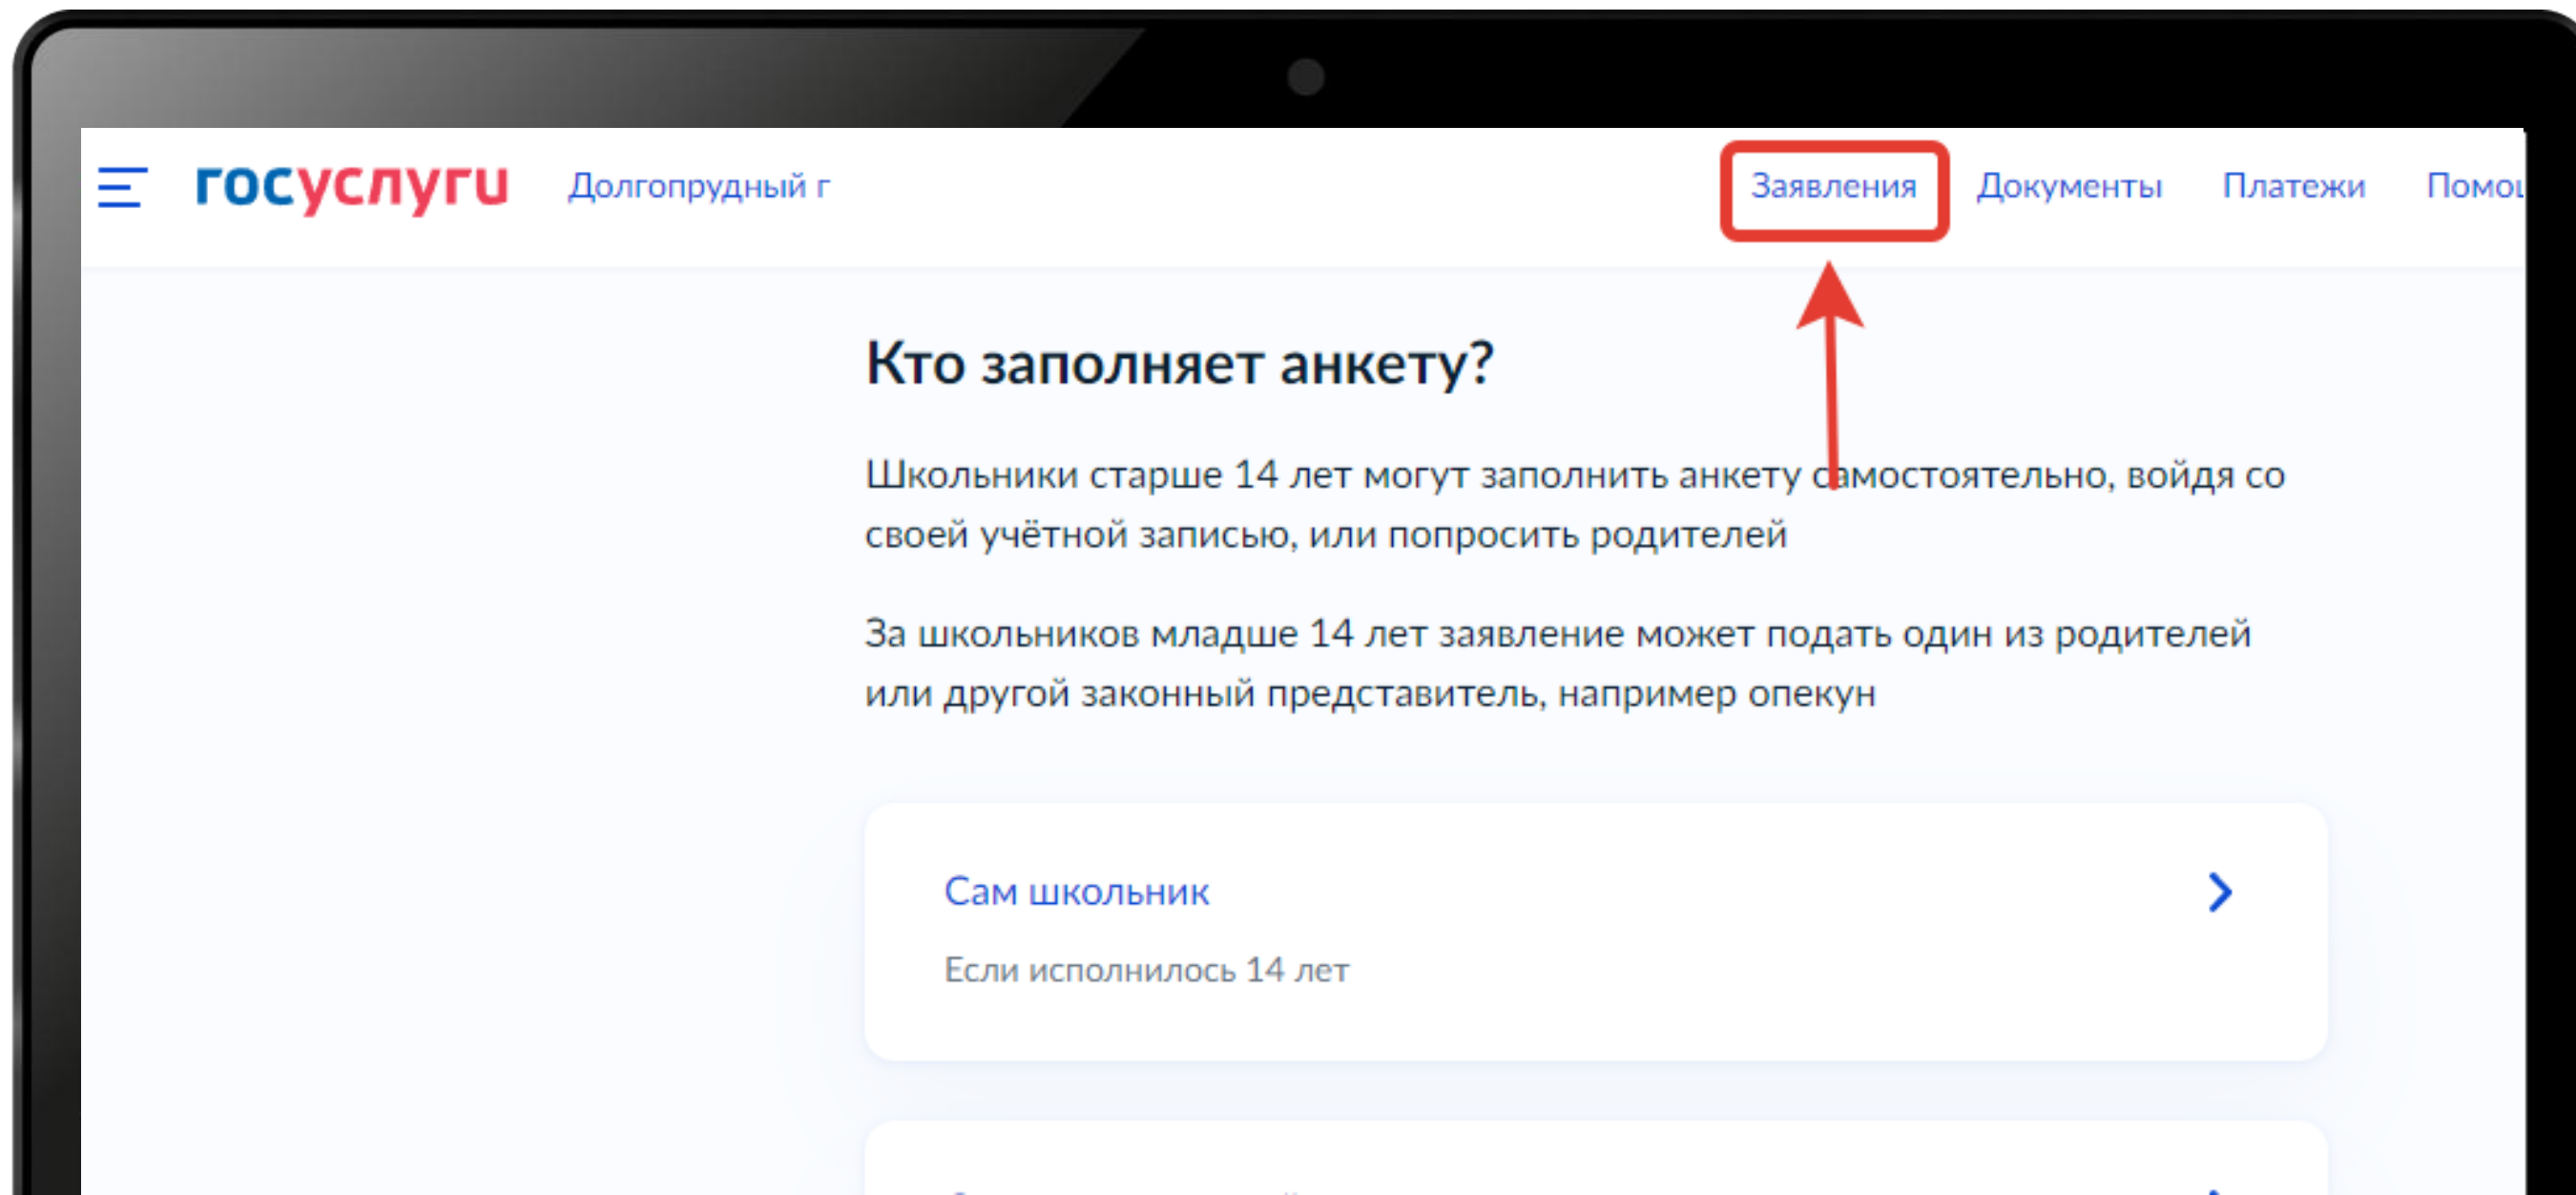 госуслуги Долгопрудный г Заявления Документы Платежи
Кто заполняет анкету?
Школьники старше 14 лет могут заполнить анкету самостоятельно, войдя со
своей учётной записью, или попросить родителей
За школьников младше 14 лет заявление может подать один из родителей
или другой законный представитель, например опекун
Сам школьник
Если исполнилось 14 лет